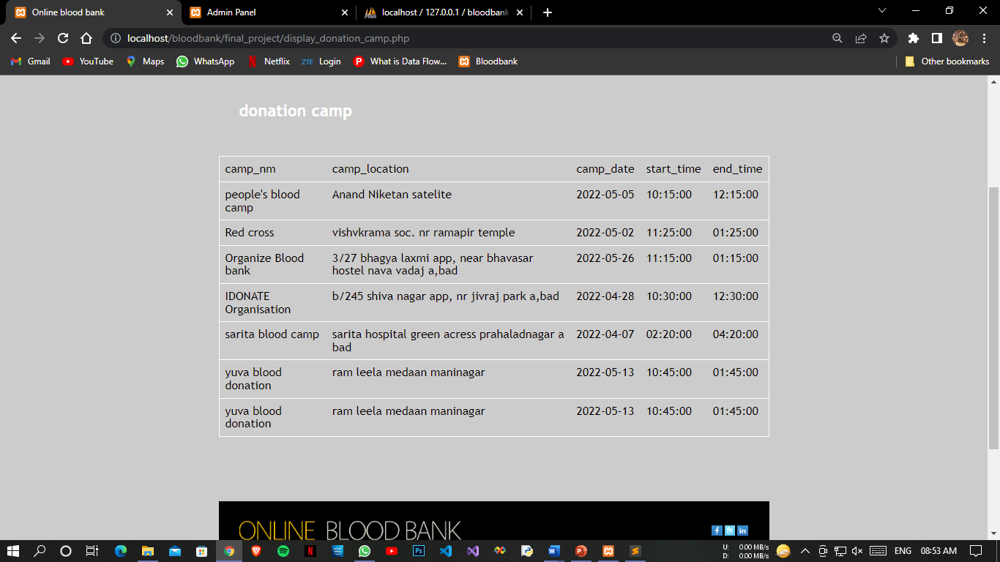 Online blood bank
Admin Panel
localhost / 127.0.0.1 / bloodbank
localhost/bloodbank/final_project/display_donation_camp.php
Gmail YouTube Maps WhatsApp Netflix ZTE Login What is Data Flow... Bloodbank Other bookmarks
donation camp
camp_nm camp_location camp_date start_time end_time
people's blood camp Anand Niketan satelite 2022-05-05 10:15:00 12:15:00
Red cross vishvkrama soc. nr ramapir temple 2022-05-02 11:25:00 01:25:00
Organize Blood bank 3/27 bhagya laxmi app, near bhavasar hostel nava vadaj a,bad 2022-05-26 11:15:00 01:15:00
IDONATE Organisation b/245 shiva nagar app, nr jivraj park a,bad 2022-04-28 10:30:00 12:30:00
sarita blood camp sarita hospital green acress prahaladnagar a bad 2022-04-07 02:20:00 04:20:00
yuva blood donation ram leela medaan maninagar 2022-05-13 10:45:00 01:45:00
yuva blood donation ram leela medaan maninagar 2022-05-13 10:45:00 01:45:00
ONLINE BLOOD BANK
U: 0.00 MB/s
D: 0.00 MB/s
ENG 08:53 AM